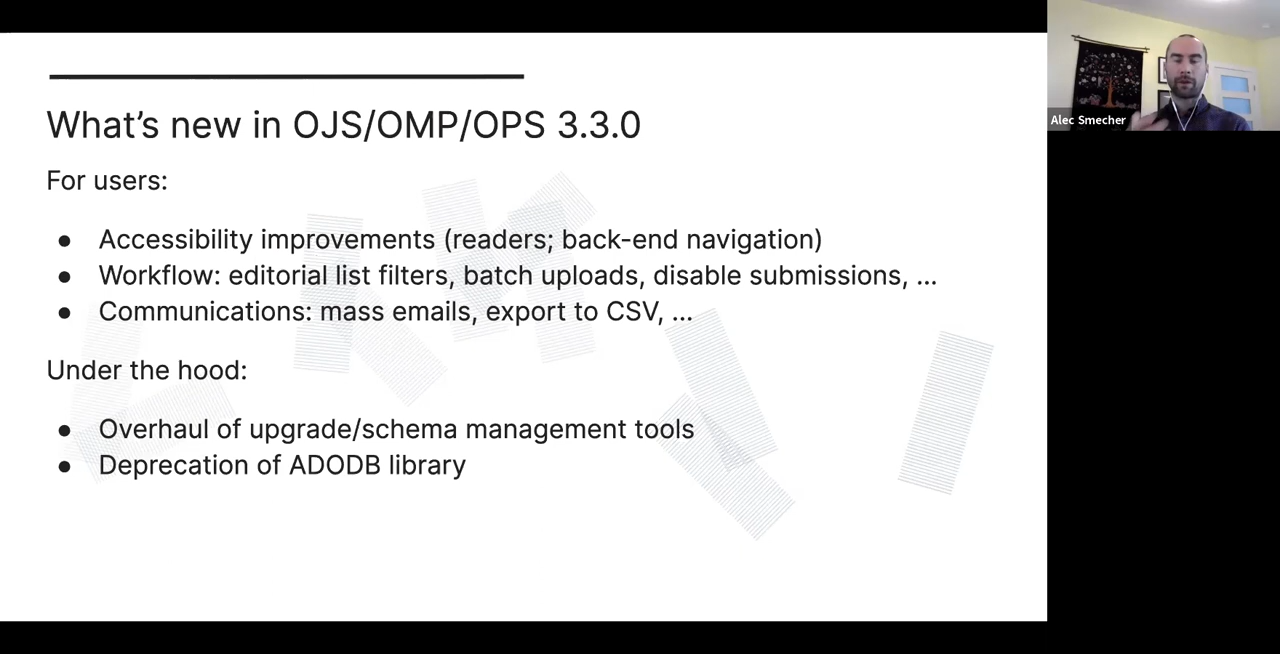 What's new in OJS/OMP/OPS 3.3.0
For users:
● Accessibility improvements (readers; back-end navigation)
● Workflow: editorial list filters, batch uploads, disable submissions, ...
● Communications: mass emails, export to CSV, ...
Under the hood:
● Overhaul of upgrade/schema management tools
● Deprecation of ADODB library
Alec Smecher